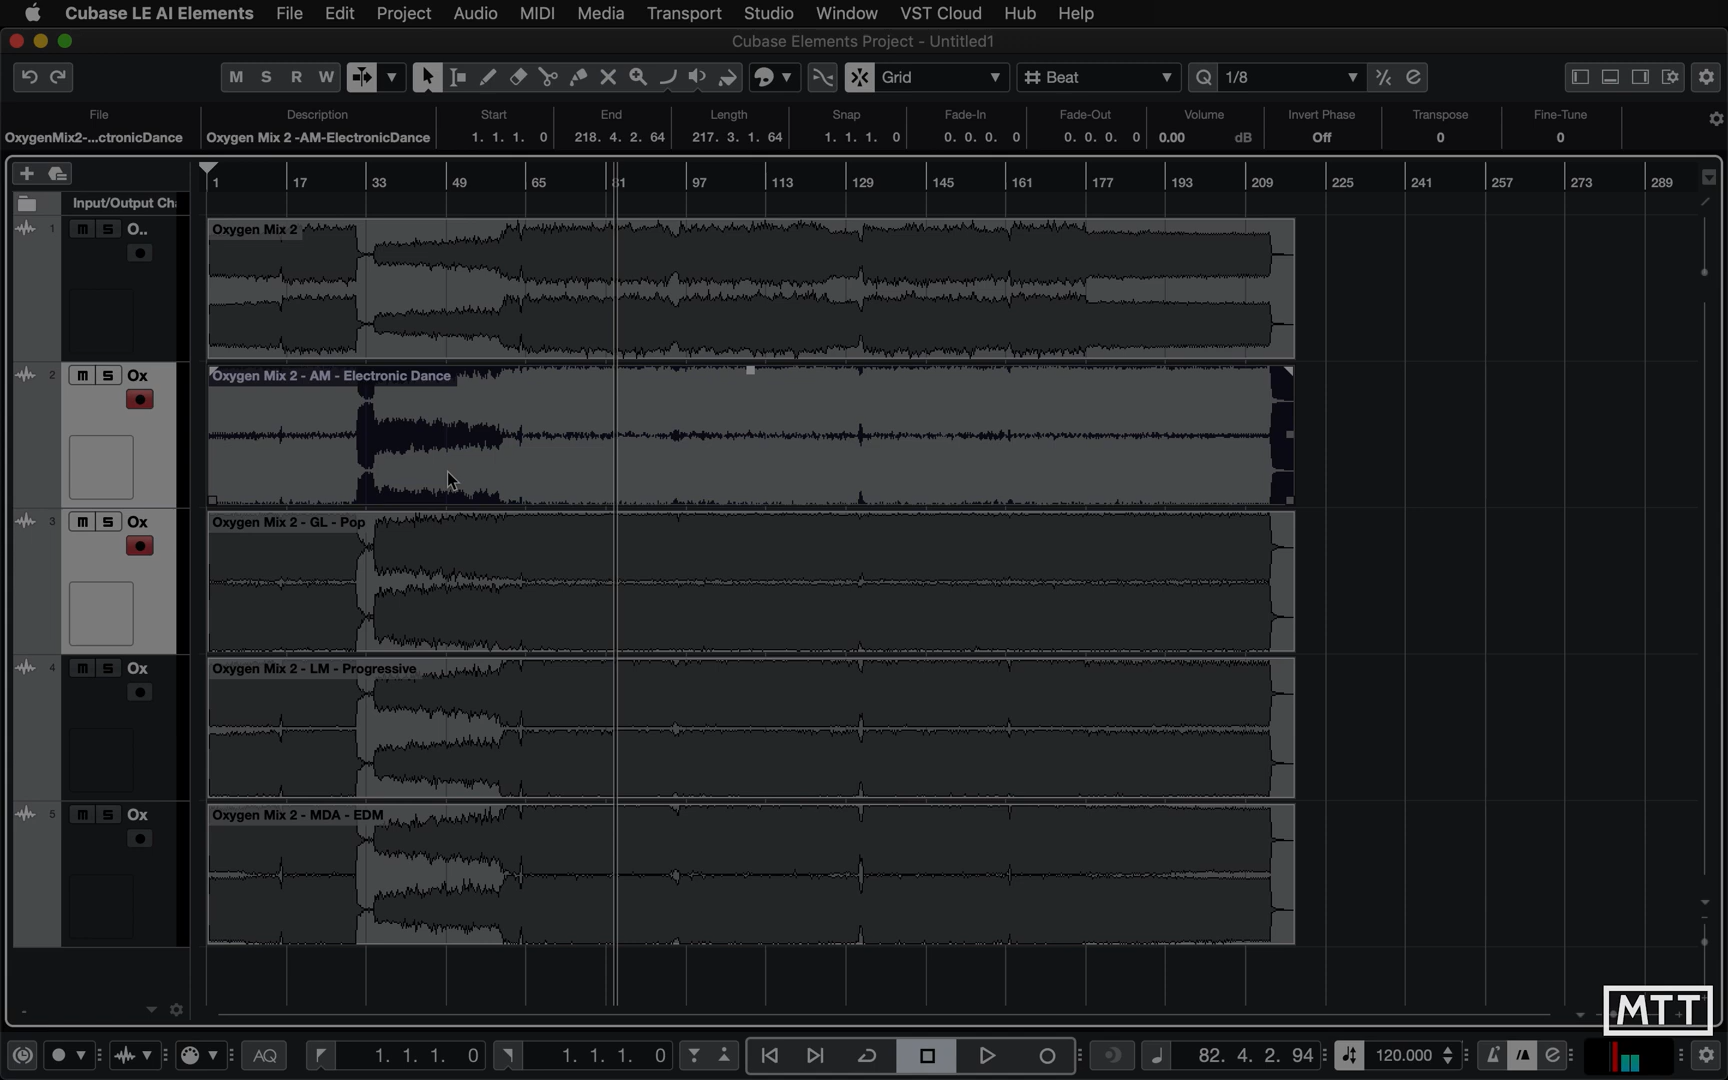 Cubase LE AI Elements File Edit Project Audio MIDI Media Transport Studio Window VST Cloud Hub Help
Cubase Elements Project - Untitled1
M S R W Grid Beat Q 1/8
File Description Start End Length Snap Fade-In Fade-Out Volume Invert Phase Transpose Fine-Tune
OxygenMix2-...ctronicDance Oxygen Mix 2 -AM-ElectronicDance 1. 1. 1. 0 218. 4. 2. 64 217. 3. 1. 64 1. 1. 1. 0 0. 0. 0. 0 0. 0. 0. 0 0.00 dB Off 0 0
1 17 33 49 65 81 97 113 129 145 161 177 193 209 225 241 257 273 289
Input/Output Cha
1 m S O.. Oxygen Mix 2
2 m S Ox Oxygen Mix 2 - AM - Electronic Dance
3 m S Ox Oxygen Mix 2 - GL - Pop
4 m S Ox Oxygen Mix 2 - LM - Progressive
5 m S Ox Oxygen Mix 2 - MDA - EDM
MTT
AQ 1. 1. 1. 0 1. 1. 1. 0 82. 4. 2. 94 120.000